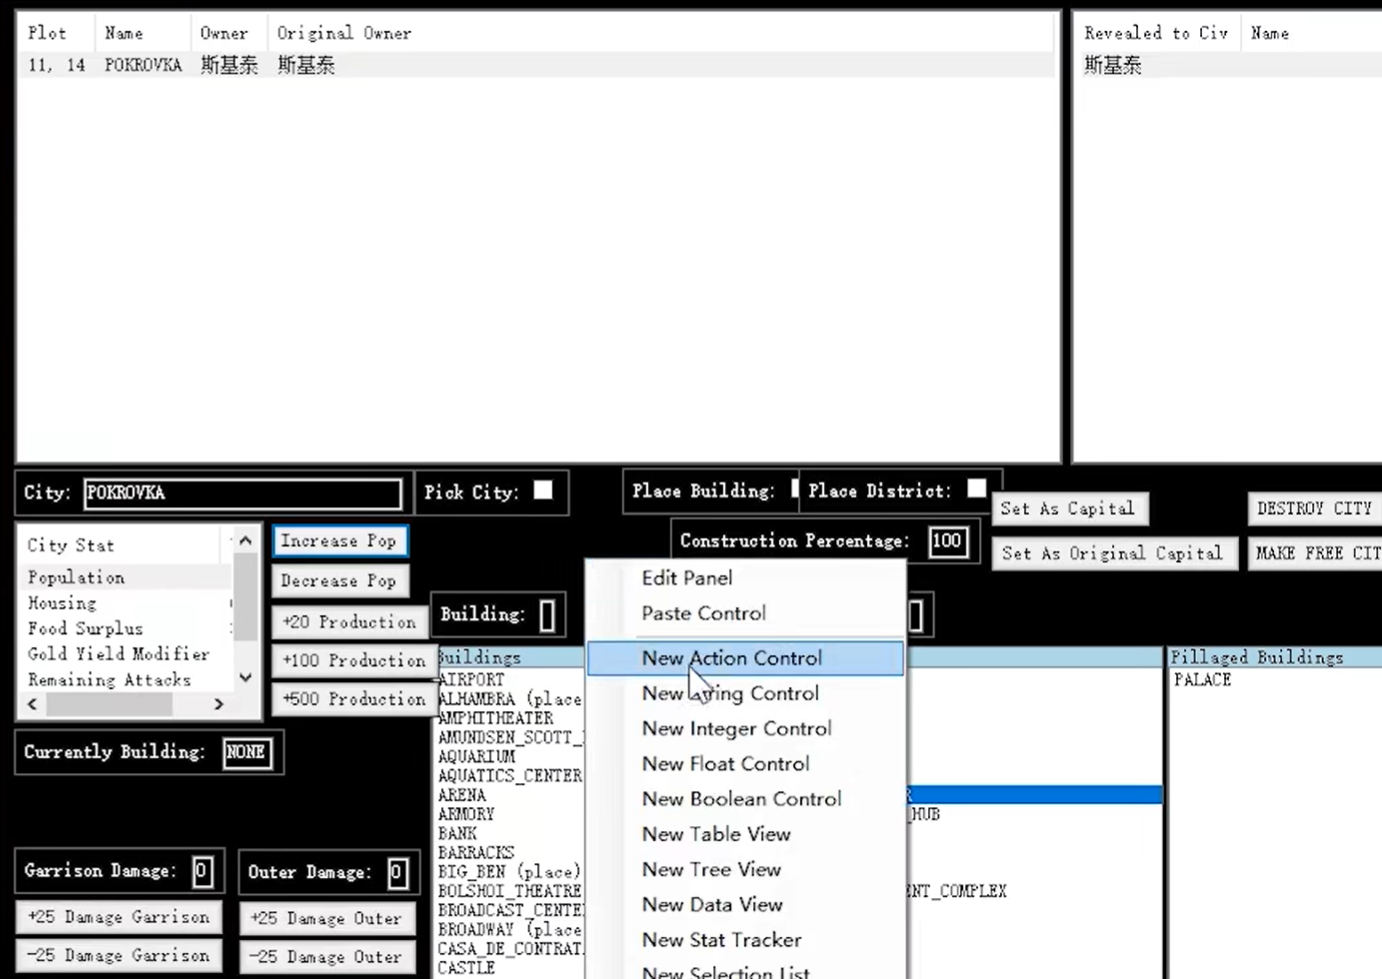 Plot Name Owner Original Owner
11, 14 POKROVKA 斯基泰 斯基泰
Revealed to Civ Name
斯基泰
City: POKROVKA
Pick City:
Place Building:
Place District:
Set As Capital
DESTROY CITY
Construction Percentage: 100
Set As Original Capital
MAKE FREE CIT
City Stat
Population
Housing
Food Surplus
Gold Yield Modifier
Remaining Attacks
Increase Pop
Decrease Pop
+20 Production
+100 Production
+500 Production
Building:
Currently Building: NONE
Garrison Damage: 0
Outer Damage: 0
+25 Damage Garrison
+25 Damage Outer
-25 Damage Garrison
-25 Damage Outer
Buildings
AIRPORT
ALHAMBRA (place
AMPHITHEATER
AMUNDSEN_SCOTT_
AQUARIUM
AQUATICS_CENTER
ARENA
ARMORY
BANK
BARRACKS
BIG_BEN (place)
BOLSHOI_THEATRE
BROADCAST_CENTE
BROADWAY (place
CASA_DE_CONTRAT
CASTLE
Edit Panel
Paste Control
New Action Control
New String Control
New Integer Control
New Float Control
New Boolean Control
New Table View
New Tree View
New Data View
New Stat Tracker
New Selection List
_HUB
ENT_COMPLEX
Pillaged Buildings
PALACE